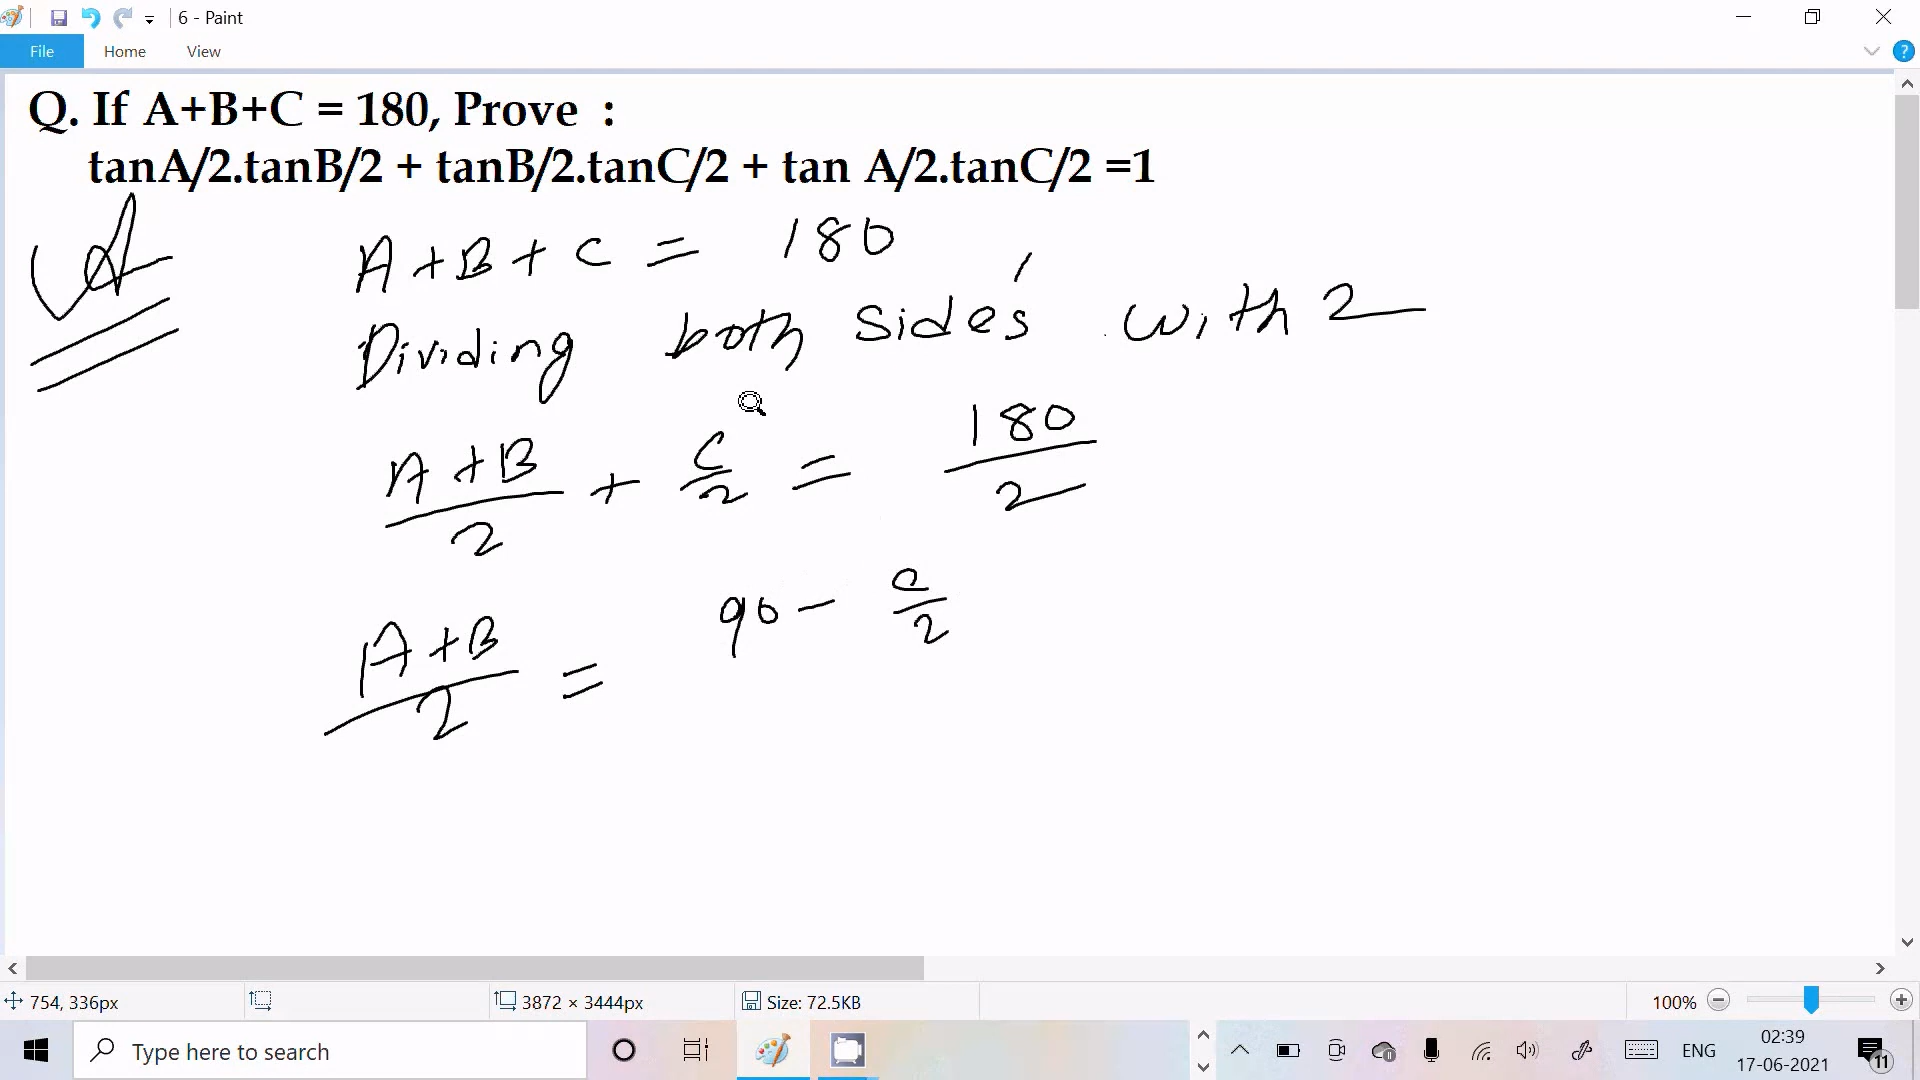 6 - Paint
File Home View
Q. If A+B+C = 180, Prove :
tanA/2.tanB/2 + tanB/2.tanC/2 + tan A/2.tanC/2 =1
A
A+B+C = 180
Dividing both sides with 2
A+B/2 + C/2 = 180/2
A+B/2 = 90 - C/2
754, 336px 3872 × 3444px Size: 72.5KB 100%
Type here to search
ENG
02:39
17-06-2021
11